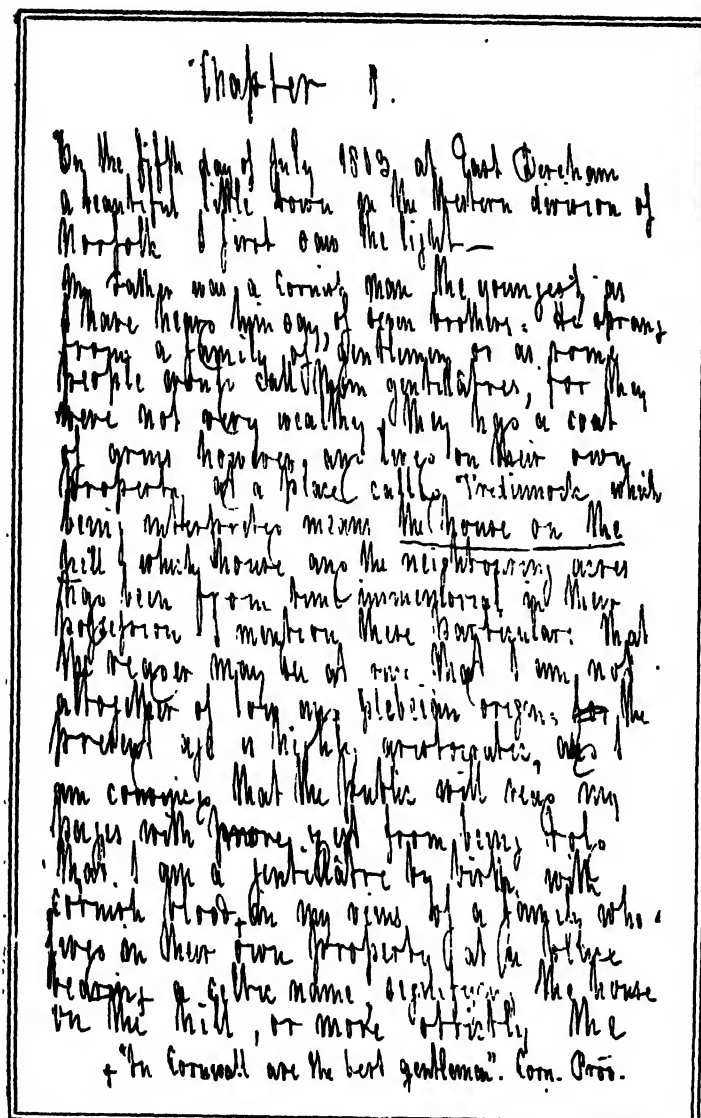 Chapter 1.
On the fifth day of July 1803, at East Dereham
a beautiful little town in the Western division of
Norfolk I first saw the light—
My Father was a Cornish man the youngest, as
I have heard him say, of seven brothers. He sprang
from a family of gentlemen or as some
people would call them gentillâtres, for they
were not very wealthy, they had a coat
of arms however, and lived on their own
property at a place called Tredinnock which
being interpreted means the house on the
hill, which house and the neighbouring acres
had been from time immemorial in their
possession. I mention these particulars that
the reader may see at once that I am not
altogether of low and plebeian origin, for the
present age is highly aristocratic, and I
am convinced that the public will read my
pages with more zest from being told
that I am a gentillâtre by birth with
Cornish blood + in my veins of a family who
lived on their own property at a place
bearing a celtic name signifying the house
on the hill, or more strictly the
+ "In Cornwall are the best gentlemen". Corn. Prov.